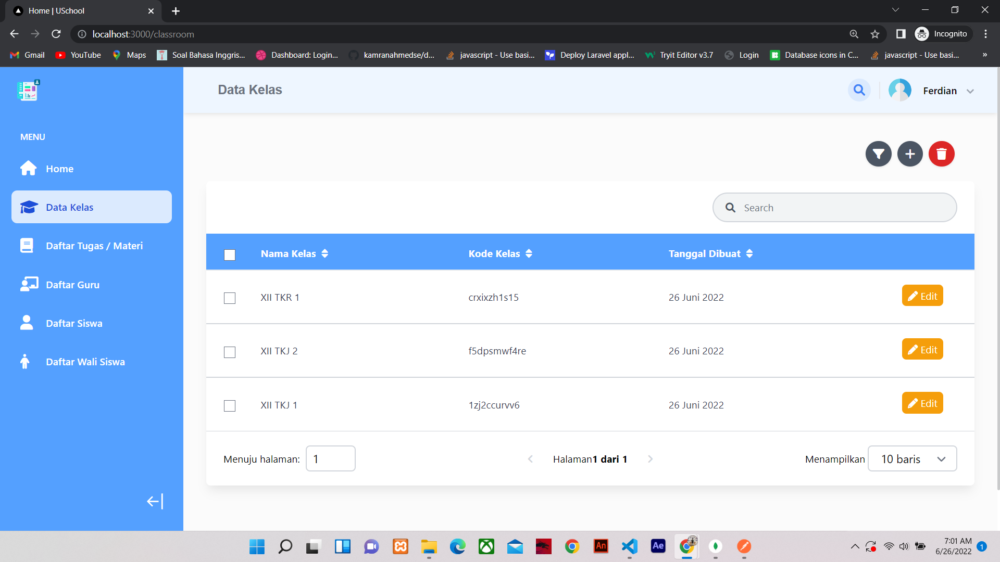 Home | USchool
localhost:3000/classroom
Incognito
Gmail
YouTube
Maps
Soal Bahasa Inggris...
Dashboard: Login...
kamranahmedse/d...
javascript - Use basi...
Deploy Laravel appl...
Tryit Editor v3.7
Login
Database icons in C...
javascript - Use basi...
»
Data Kelas
Ferdian
MENU
Home
Data Kelas
Daftar Tugas / Materi
Daftar Guru
Daftar Siswa
Daftar Wali Siswa
Search
Nama Kelas Kode Kelas Tanggal Dibuat
XII TKR 1 crxixzh1s15 26 Juni 2022 Edit
XII TKJ 2 f5dpsmwf4re 26 Juni 2022 Edit
XII TKJ 1 1zj2ccurvv6 26 Juni 2022 Edit
Menuju halaman: 1 Halaman1 dari 1 Menampilkan 10 baris
An
Ae
7:01 AM
6/26/2022
1